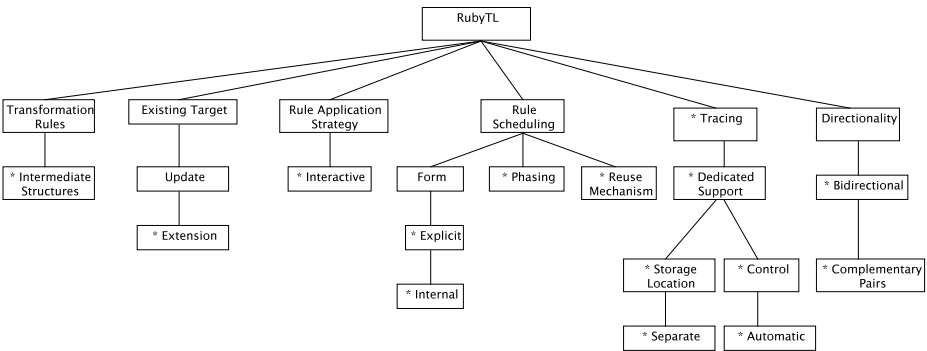 RubyTL
Transformation
Rules
Existing Target
Rule Application
Strategy
Rule
Scheduling
* Tracing
Directionality
* Intermediate
Structures
Update
* Interactive
Form
* Phasing
* Reuse
Mechanism
* Dedicated
Support
* Bidirectional
* Extension
* Explicit
* Storage
Location
* Control
* Complementary
Pairs
* Internal
* Separate
* Automatic